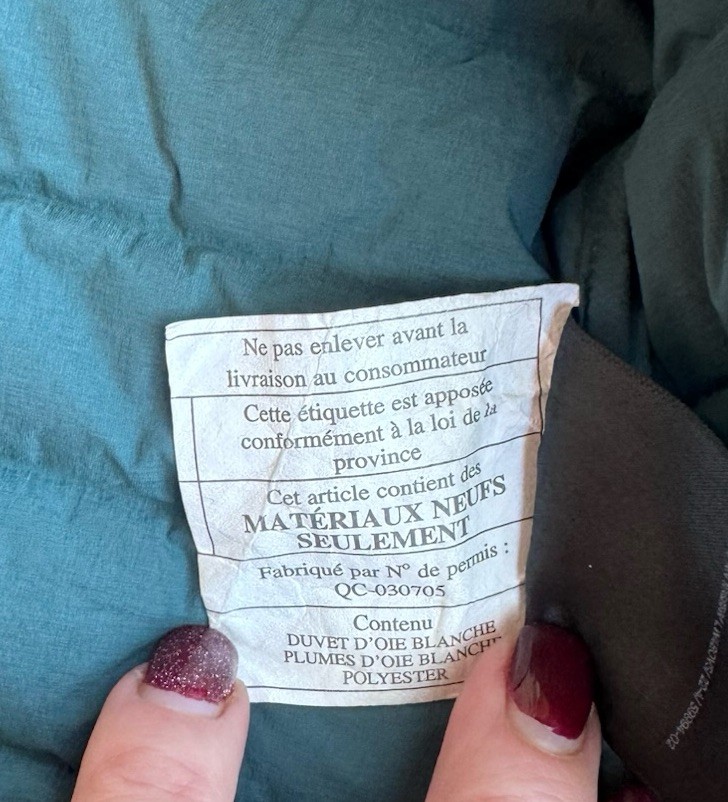 Ne pas enlever avant la
livraison au consommateur
Cette étiquette est apposée
conformément à la loi de la
province
Cet article contient des
MATÉRIAUX NEUFS
SEULEMENT
Fabriqué par N° de permis :
QC-030705
Contenu
DUVET D'OIE BLANCHE
PLUMES D'OIE BLANCHE
POLYESTER